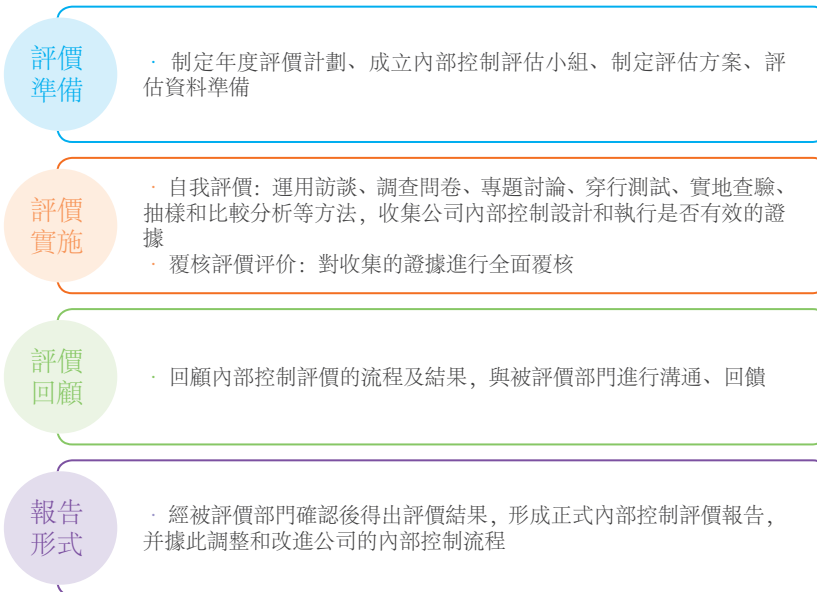 評價
準備
· 制定年度評價計劃、成立內部控制評估小組、制定評估方案、評
估資料準備
評價
實施
· 自我評價：運用訪談、調查問卷、專題討論、穿行測試、實地查驗、
抽樣和比較分析等方法，收集公司內部控制設計和執行是否有效的證
據
· 覆核評價评价：對收集的證據進行全面覆核
評價
回顧
· 回顧內部控制評價的流程及結果，與被評價部門進行溝通、回饋
報告
形式
· 經被評價部門確認後得出評價結果，形成正式內部控制評價報告，
并據此調整和改進公司的內部控制流程